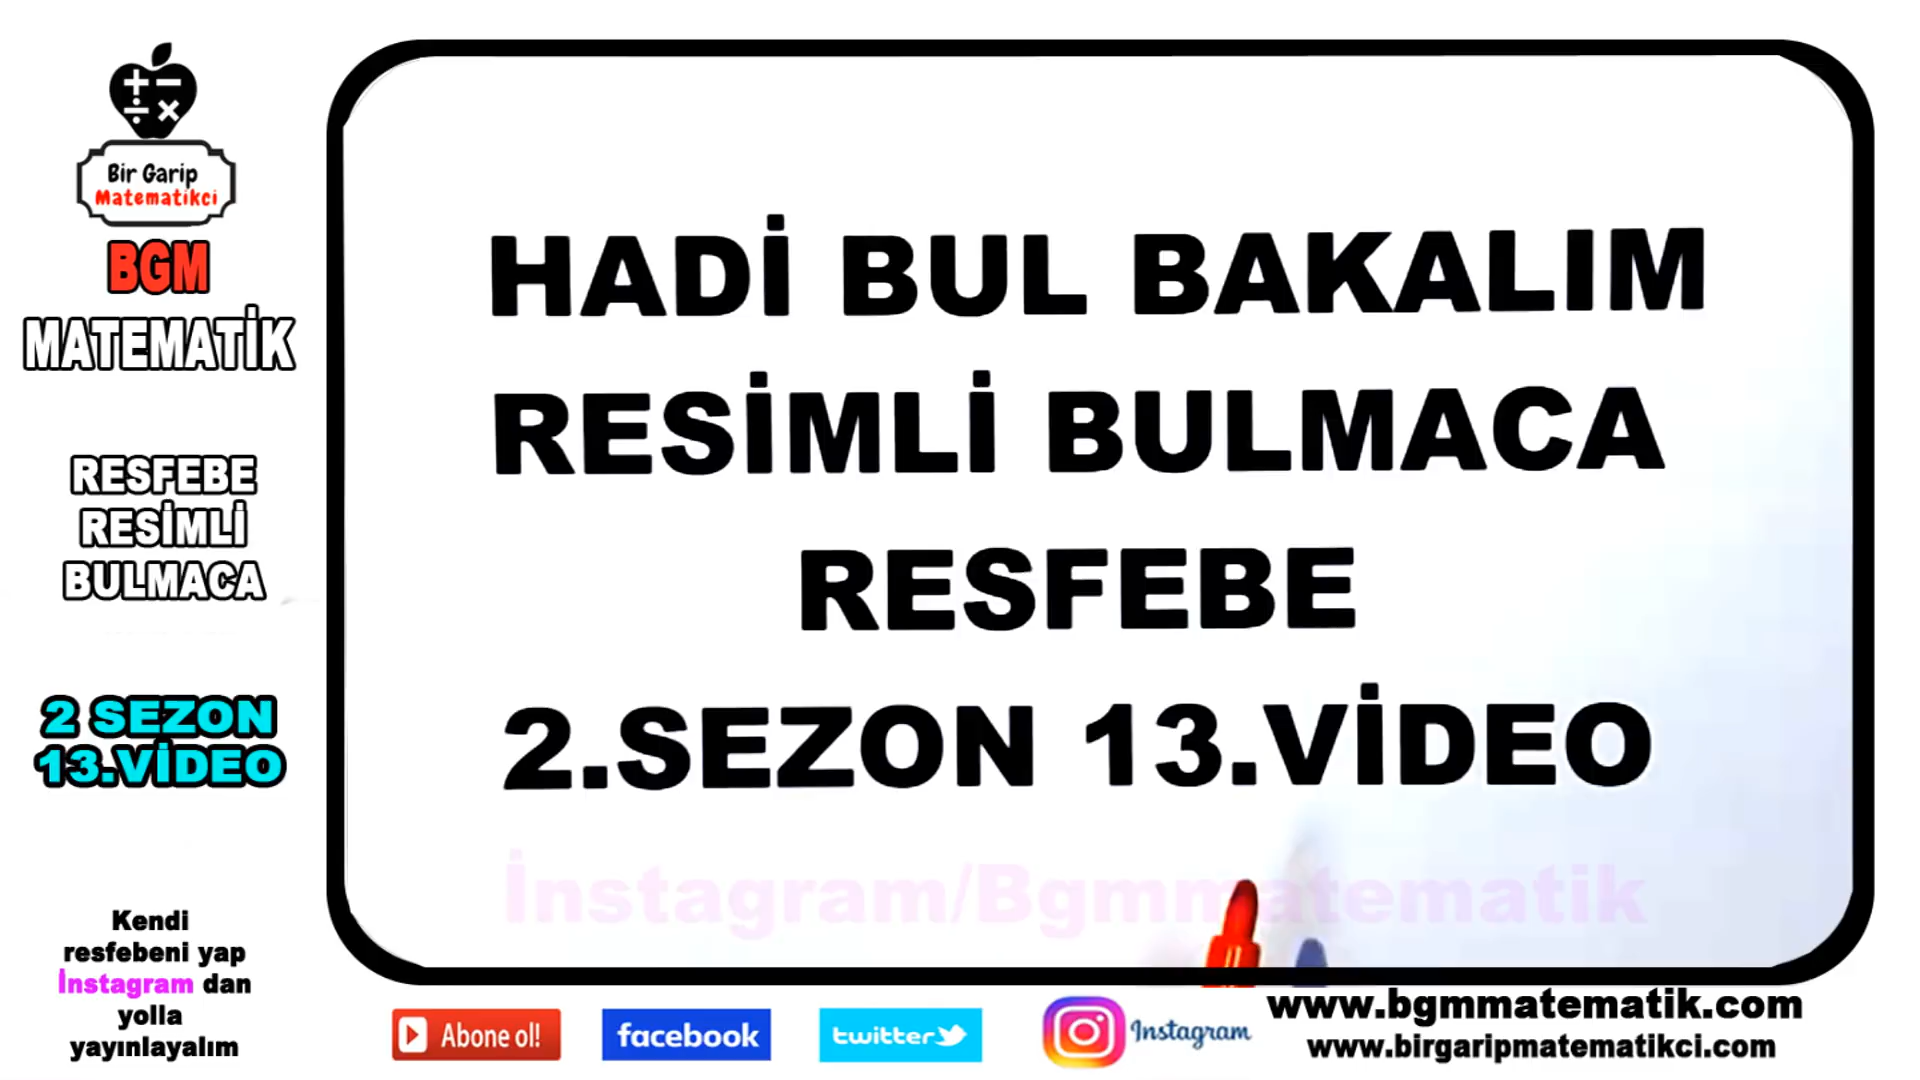 Bir Garip
Matematikci
BGM
MATEMATİK
RESFEBE
RESİMLİ
BULMACA
2 SEZON
13.VİDEO
Kendi
resfebeni yap
İnstagram dan
yolla
yayınlayalım
HADİ BUL BAKALIM
RESİMLİ BULMACA
RESFEBE
2.SEZON 13.VİDEO
İnstagram/Bgmmatematik
Abone ol!
facebook
twitter
Instagram
www.bgmmatematik.com
www.birgaripmatematikci.com